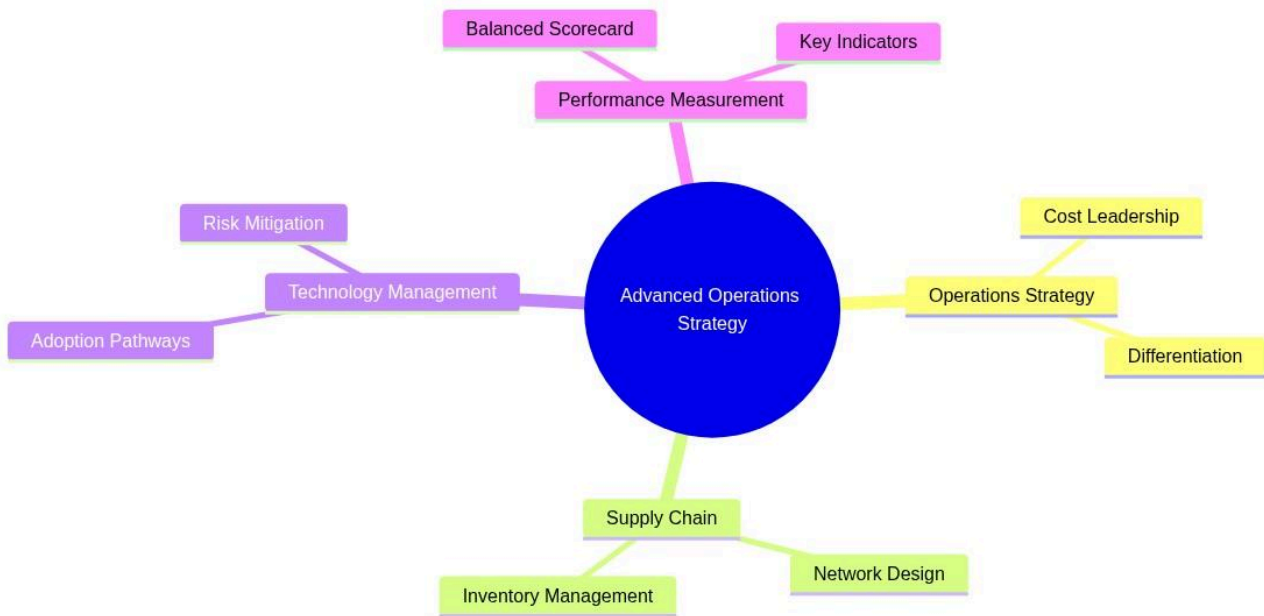 Balanced Scorecard
Key Indicators
Performance Measurement
Risk Mitigation
Cost Leadership
Technology Management
Advanced Operations
Strategy
Operations Strategy
Adoption Pathways
Differentiation
Supply Chain
Network Design
Inventory Management